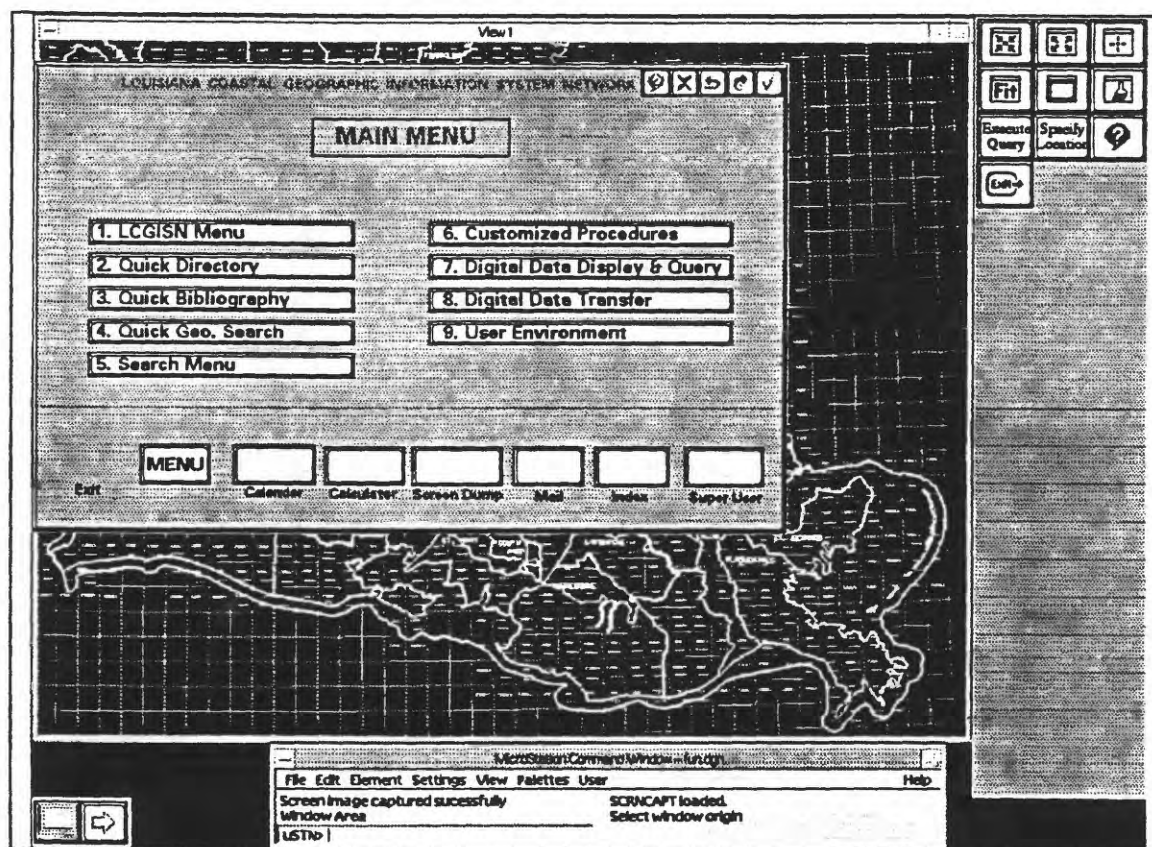 View 1
LOUISIANA COASTAL GEOGRAPHIC INFORMATION SYSTEM NETWORK
MAIN MENU
1. LCGISN Menu
2. Quick Directory
3. Quick Bibliography
4. Quick Geo. Search
5. Search Menu
6. Customized Procedures
7. Digital Data Display & Query
8. Digital Data Transfer
9. User Environment
MENU
Exit
Calender
Calculator
Screen Dump
Mail
Index
Super User
Fit
Execute Query
Specify Location
Exit
MicroStation Command Window - fun.dgn
File Edit Element Settings View Palettes User Help
Screen image captured sucessfully
SCRNCAPT loaded.
Window Area
Select window origin
uSTN>